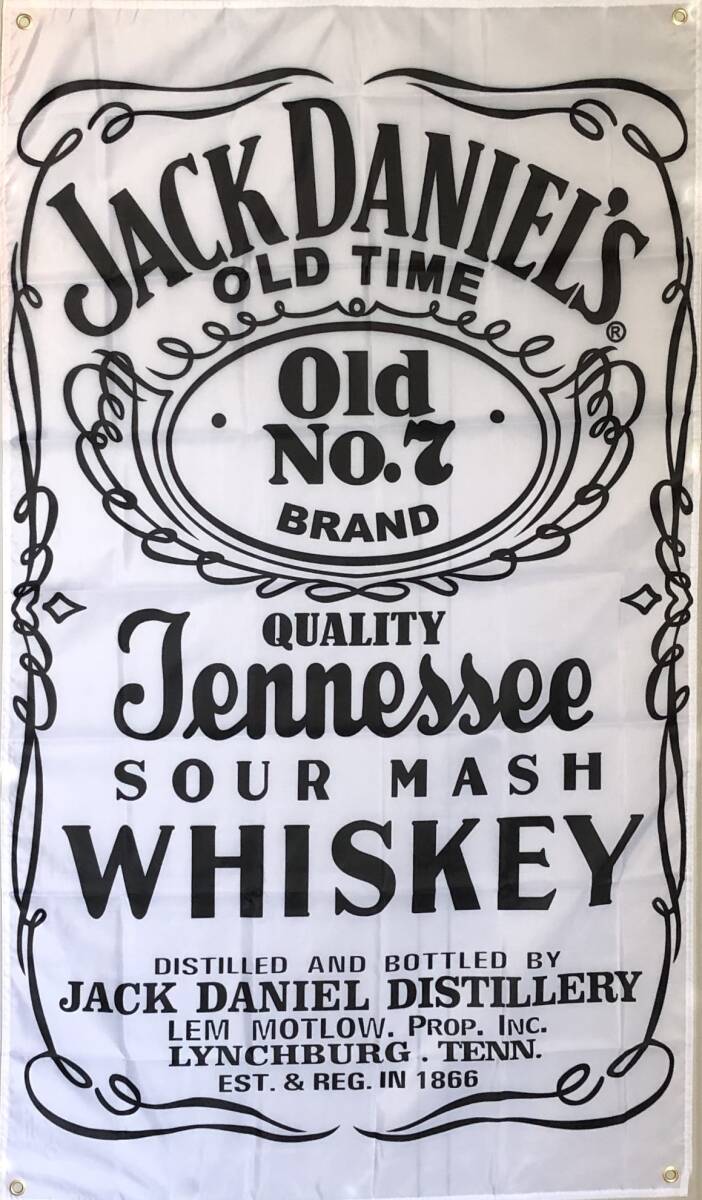 JACK DANIEL'S ®
OLD TIME
Old
No.7
BRAND
QUALITY
Tennessee
SOUR MASH
WHISKEY
DISTILLED AND BOTTLED BY
JACK DANIEL DISTILLERY
LEM MOTLOW. PROP. INC.
LYNCHBURG . TENN.
EST. & REG. IN 1866